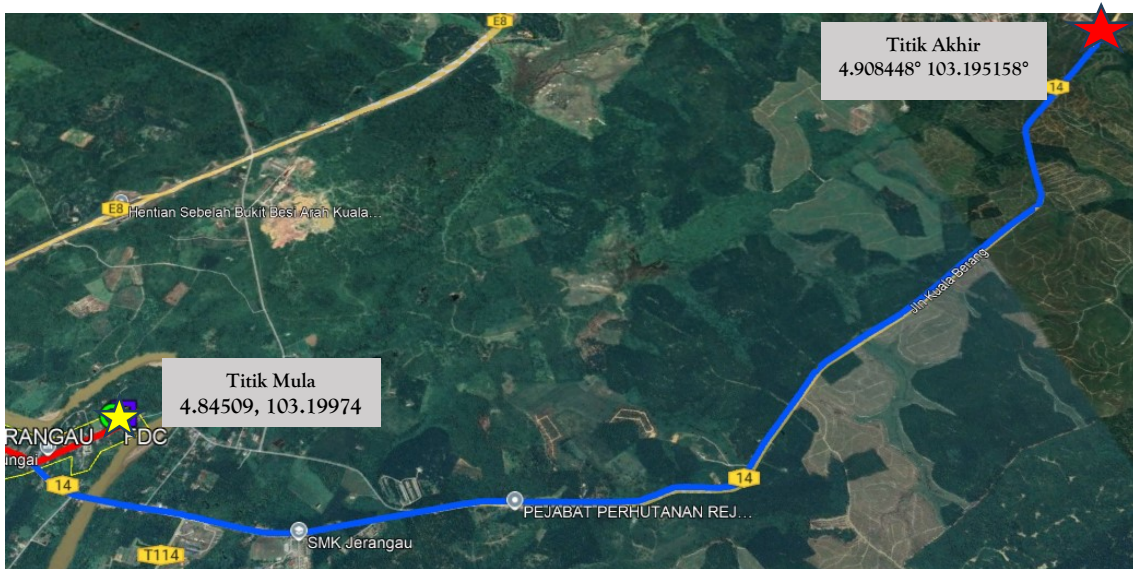 E8
Titik Akhir
4.908448° 103.195158°
14
E8
Hentian Sebelah Bukit Besi Arah Kuala...
Jln Kuala Berang
Titik Mula
4.84509, 103.19974
RANGAU
FDC
ungai
14
14
PEJABAT PERHUTANAN REJ...
SMK Jerangau
T114